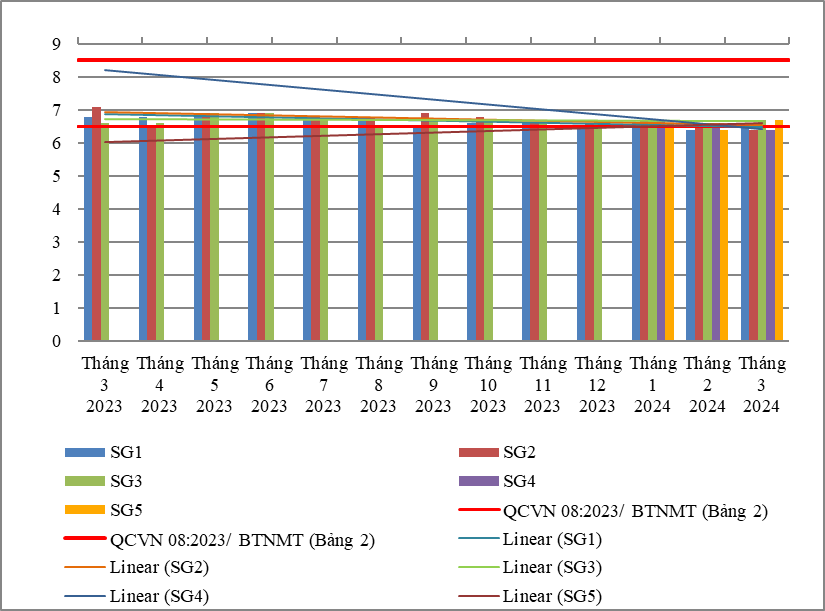 9
8
7
6
5
4
3
2
1
0
Tháng 3 2023
Tháng 4 2023
Tháng 5 2023
Tháng 6 2023
Tháng 7 2023
Tháng 8 2023
Tháng 9 2023
Tháng 10 2023
Tháng 11 2023
Tháng 12 2023
Tháng 1 2024
Tháng 2 2024
Tháng 3 2024
SG1
SG2
SG3
SG4
SG5
QCVN 08:2023/ BTNMT (Bảng 2)
QCVN 08:2023/ BTNMT (Bảng 2)
Linear (SG1)
Linear (SG2)
Linear (SG3)
Linear (SG4)
Linear (SG5)